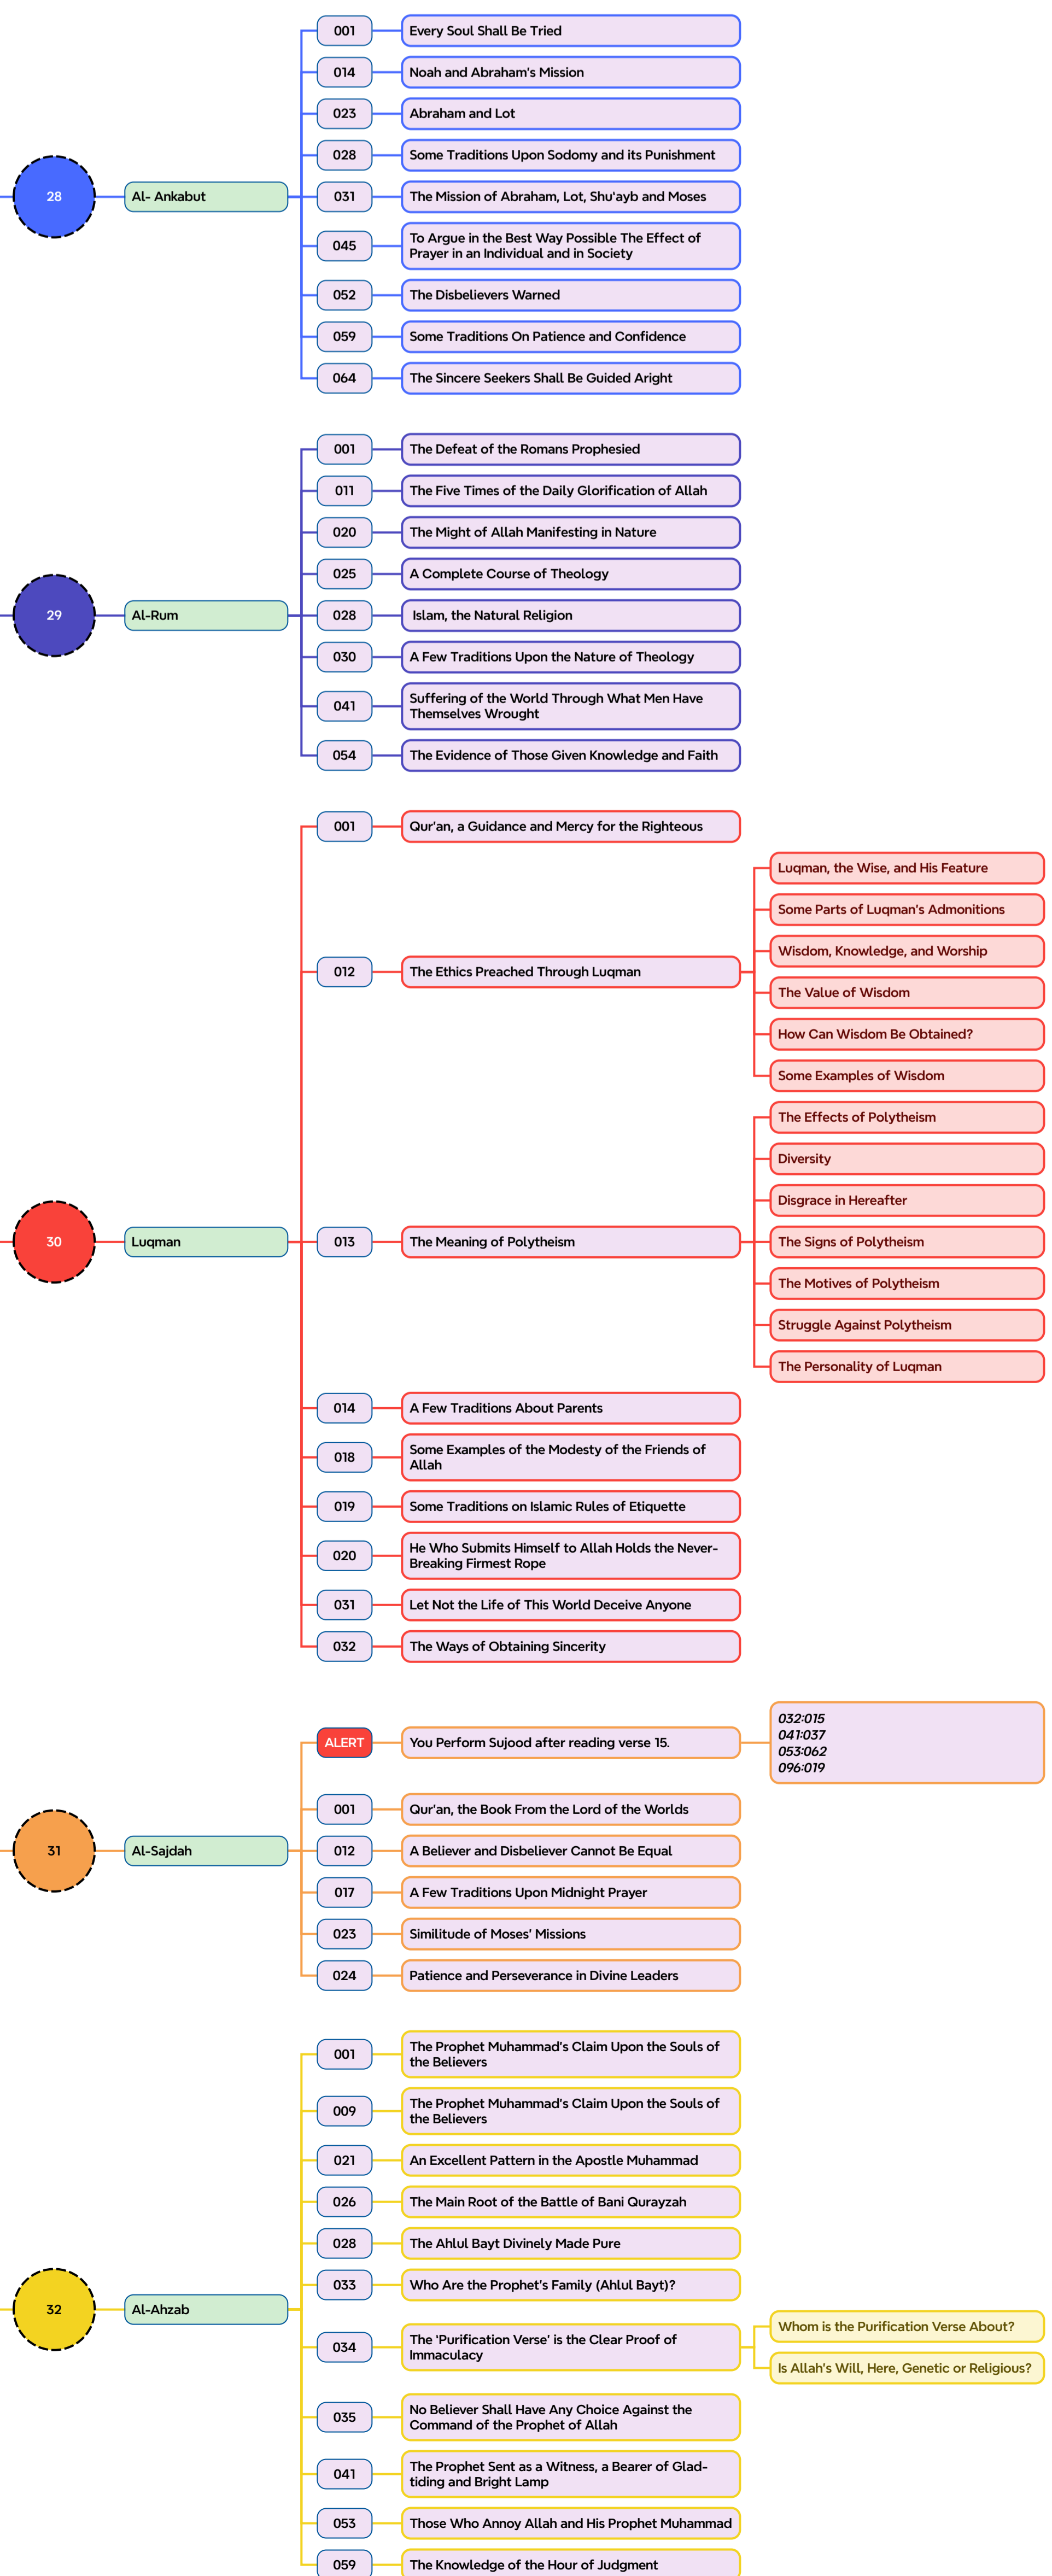 28
Al- Ankabut
001
Every Soul Shall Be Tried
014
Noah and Abraham's Mission
023
Abraham and Lot
028
Some Traditions Upon Sodomy and its Punishment
031
The Mission of Abraham, Lot, Shu'ayb and Moses
045
To Argue in the Best Way Possible The Effect of
Prayer in an Individual and in Society
052
The Disbelievers Warned
059
Some Traditions On Patience and Confidence
064
The Sincere Seekers Shall Be Guided Aright
29
Al-Rum
001
The Defeat of the Romans Prophesied
011
The Five Times of the Daily Glorification of Allah
020
The Might of Allah Manifesting in Nature
025
A Complete Course of Theology
028
Islam, the Natural Religion
030
A Few Traditions Upon the Nature of Theology
041
Suffering of the World Through What Men Have
Themselves Wrought
054
The Evidence of Those Given Knowledge and Faith
30
Luqman
001
Qur'an, a Guidance and Mercy for the Righteous
012
The Ethics Preached Through Luqman
Luqman, the Wise, and His Feature
Some Parts of Luqman's Admonitions
Wisdom, Knowledge, and Worship
The Value of Wisdom
How Can Wisdom Be Obtained?
Some Examples of Wisdom
013
The Meaning of Polytheism
The Effects of Polytheism
Diversity
Disgrace in Hereafter
The Signs of Polytheism
The Motives of Polytheism
Struggle Against Polytheism
The Personality of Luqman
014
A Few Traditions About Parents
018
Some Examples of the Modesty of the Friends of
Allah
019
Some Traditions on Islamic Rules of Etiquette
020
He Who Submits Himself to Allah Holds the Never-
Breaking Firmest Rope
031
Let Not the Life of This World Deceive Anyone
032
The Ways of Obtaining Sincerity
31
Al-Sajdah
ALERT
You Perform Sujood after reading verse 15.
032:015
041:037
053:062
096:019
001
Qur'an, the Book From the Lord of the Worlds
012
A Believer and Disbeliever Cannot Be Equal
017
A Few Traditions Upon Midnight Prayer
023
Similitude of Moses' Missions
024
Patience and Perseverance in Divine Leaders
32
Al-Ahzab
001
The Prophet Muhammad's Claim Upon the Souls of
the Believers
009
The Prophet Muhammad's Claim Upon the Souls of
the Believers
021
An Excellent Pattern in the Apostle Muhammad
026
The Main Root of the Battle of Bani Qurayzah
028
The Ahlul Bayt Divinely Made Pure
033
Who Are the Prophet's Family (Ahlul Bayt)?
034
The ‘Purification Verse’ is the Clear Proof of
Immaculacy
Whom is the Purification Verse About?
Is Allah's Will, Here, Genetic or Religious?
035
No Believer Shall Have Any Choice Against the
Command of the Prophet of Allah
041
The Prophet Sent as a Witness, a Bearer of Glad-
tiding and Bright Lamp
053
Those Who Annoy Allah and His Prophet Muhammad
059
The Knowledge of the Hour of Judgment